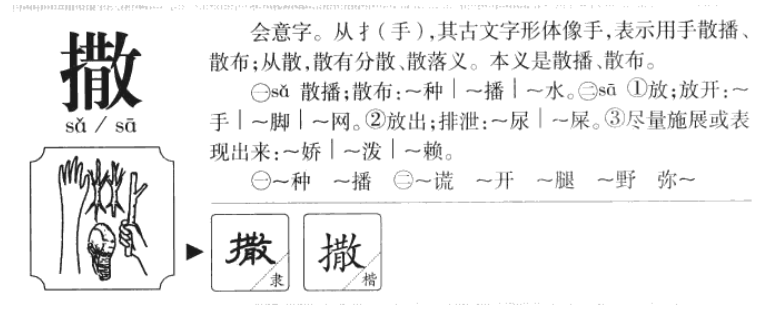 会意字。从扌(手),其古文字形体像手,表示用手散播、
散布;从散,散有分散、散落义。本义是散播、散布。
㊀sǎ 散播;散布:～种｜～播｜～水。㊁sā ①放;放开:～
手｜～脚｜～网。②放出;排泄:～尿｜～屎。③尽量施展或表
现出来:～娇｜～泼｜～赖。
㊀～种 ～播 ㊁～谎 ～开 ～腿 ～野 弥～
撒
sǎ / sā
撒 隶
撒 楷